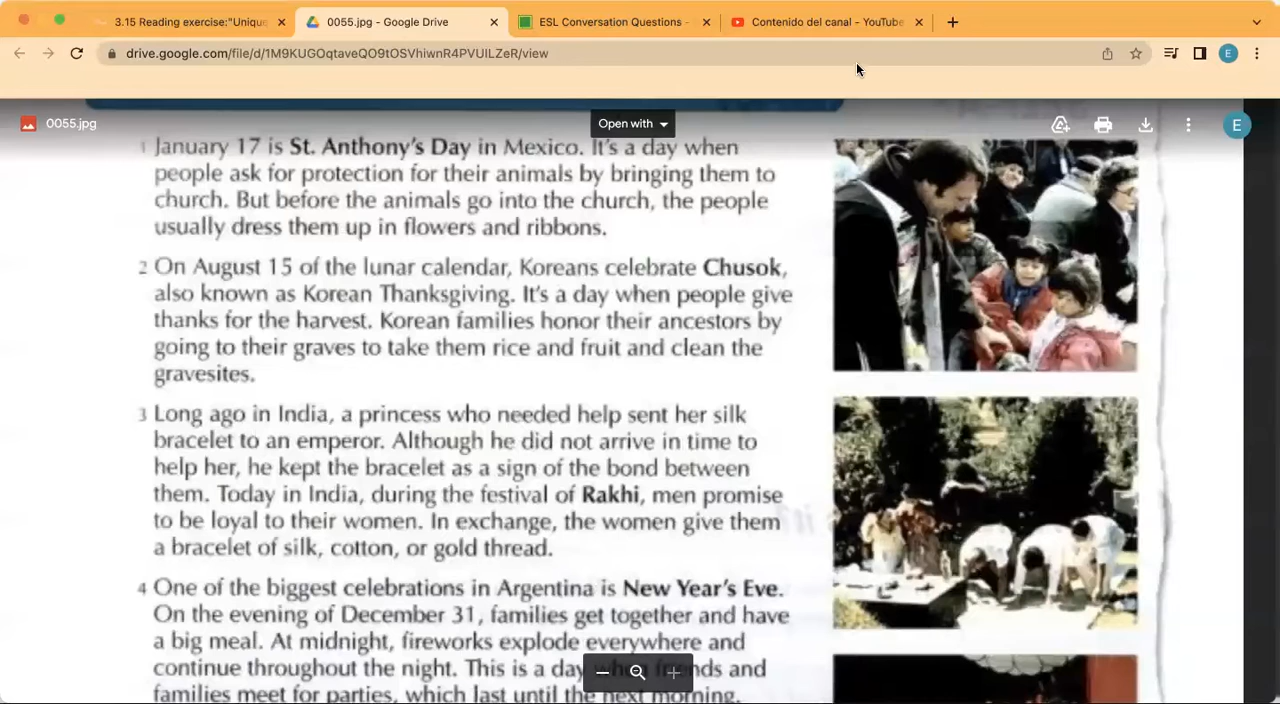 3.15 Reading exercise:"Unique
0055.jpg - Google Drive
ESL Conversation Questions -
Contenido del canal - YouTube
drive.google.com/file/d/1M9KUGOqtaveQO9tOSVhiwnR4PVUILZeR/view
E
0055.jpg
Open with
E
1 January 17 is St. Anthony's Day in Mexico. It's a day when
people ask for protection for their animals by bringing them to
church. But before the animals go into the church, the people
usually dress them up in flowers and ribbons.
2 On August 15 of the lunar calendar, Koreans celebrate Chusok,
also known as Korean Thanksgiving. It's a day when people give
thanks for the harvest. Korean families honor their ancestors by
going to their graves to take them rice and fruit and clean the
gravesites.
3 Long ago in India, a princess who needed help sent her silk
bracelet to an emperor. Although he did not arrive in time to
help her, he kept the bracelet as a sign of the bond between
them. Today in India, during the festival of Rakhi, men promise
to be loyal to their women. In exchange, the women give them
a bracelet of silk, cotton, or gold thread.
4 One of the biggest celebrations in Argentina is New Year's Eve.
On the evening of December 31, families get together and have
a big meal. At midnight, fireworks explode everywhere and
continue throughout the night. This is a day when friends and
families meet for parties, which last until the next morning.